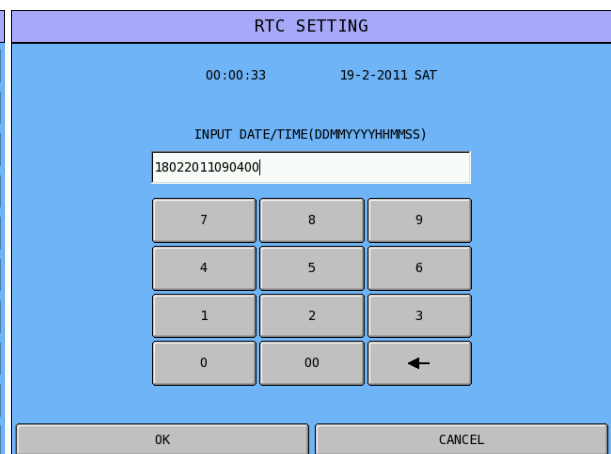 RTC SETTING
00:00:33 19-2-2011 SAT
INPUT DATE/TIME(DDMMYYYYHHMMSS)
18022011090400
7 8 9
4 5 6
1 2 3
0 00
OK CANCEL